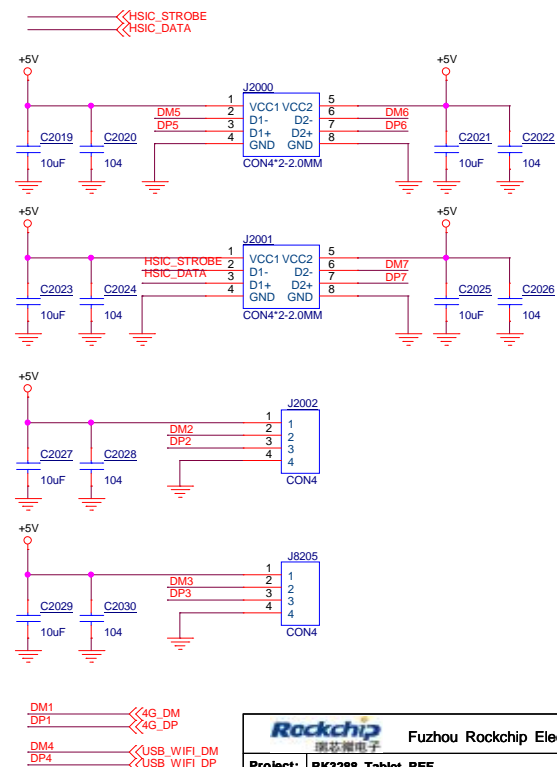 HSIC_STROBE
HSIC_DATA
+5V
+5V
J2000
1 VCC1 VCC2 5
DM5 2 D1- D2- 6 DM6
DP5 3 D1+ D2+ 7 DP6
4 GND GND 8
CON4*2-2.0MM
C2019 C2020 C2021 C2022
10uF 104 10uF 104
+5V
+5V
J2001
1 VCC1 VCC2 5
HSIC_STROBE 2 D1- D2- 6 DM7
HSIC_DATA 3 D1+ D2+ 7 DP7
4 GND GND 8
CON4*2-2.0MM
C2023 C2024 C2025 C2026
10uF 104 10uF 104
+5V
J2002
1 1
DM2 2 2
DP2 3 3
4 4
CON4
C2027 C2028
10uF 104
+5V
J8205
1 1
DM3 2 2
DP3 3 3
4 4
CON4
C2029 C2030
10uF 104
DM1 4G_DM
DP1 4G_DP
DM4 USB_WIFI_DM
DP4 USB_WIFI_DP
Rockchip
瑞芯微电子
Fuzhou Rockchip Elec
Project: RK3288_Tablet_REF